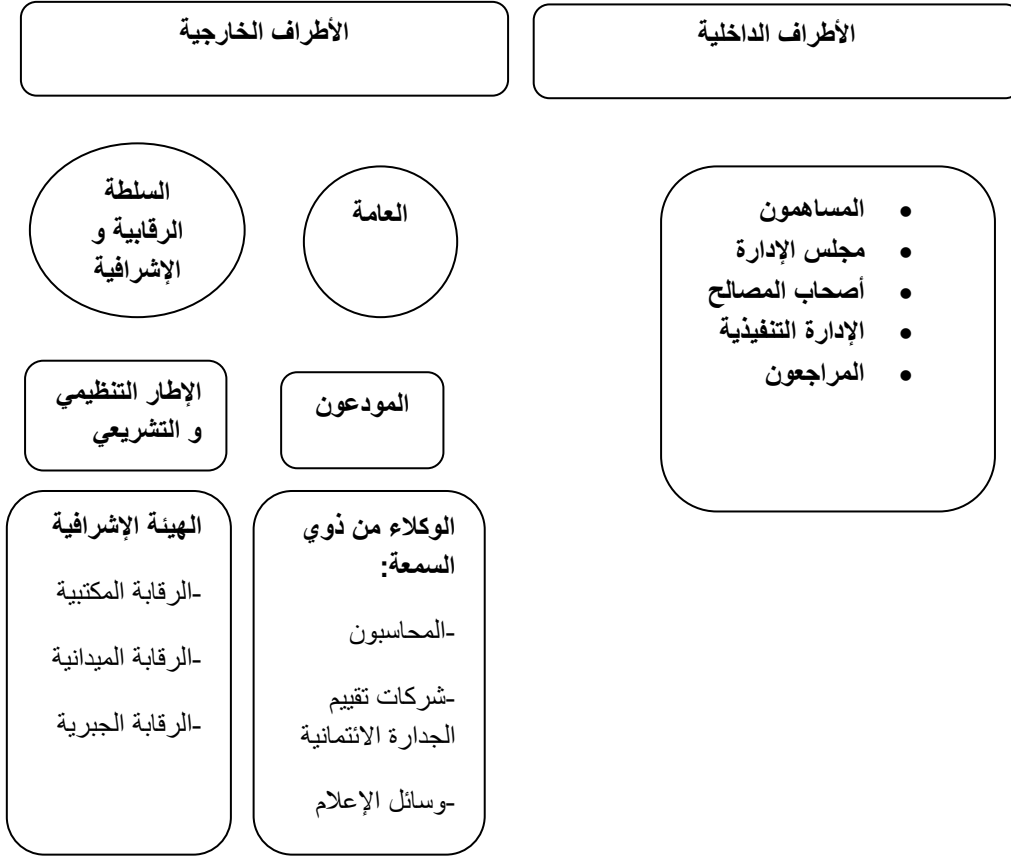 الأطراف الداخلية
الأطراف الخارجية
المساهمون
مجلس الإدارة
أصحاب المصالح
الإدارة التنفيذية
المراجعون
العامة
السلطة
الرقابية و
الإشرافية
المودعون
الإطار التنظيمي
و التشريعي
الوكلاء من ذوي
السمعة:
-المحاسبون
-شركات تقييم
الجدارة الائتمانية
-وسائل الإعلام
الهيئة الإشرافية
-الرقابة المكتبية
-الرقابة الميدانية
-الرقابة الجبرية